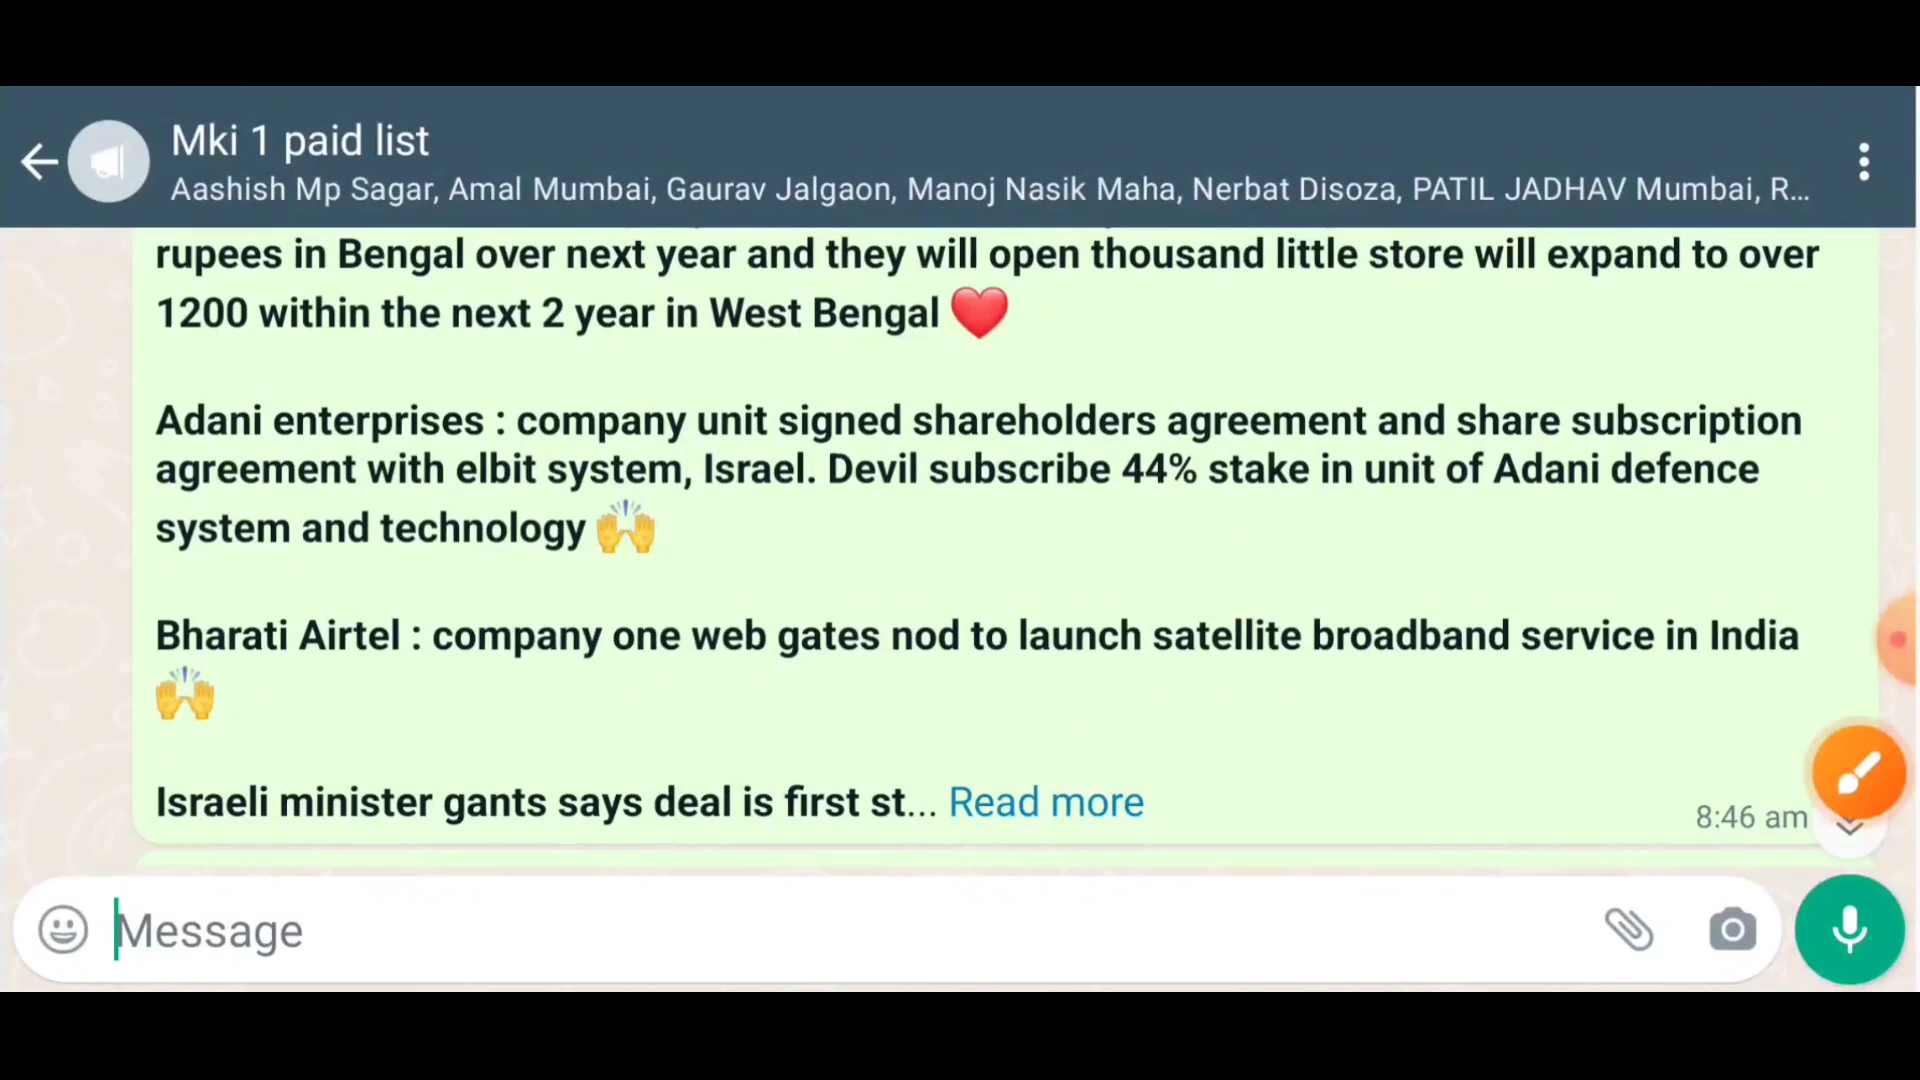 Mki 1 paid list
Aashish Mp Sagar, Amal Mumbai, Gaurav Jalgaon, Manoj Nasik Maha, Nerbat Disoza, PATIL JADHAV Mumbai, R...
rupees in Bengal over next year and they will open thousand little store will expand to over
1200 within the next 2 year in West Bengal ❤️
Adani enterprises : company unit signed shareholders agreement and share subscription
agreement with elbit system, Israel. Devil subscribe 44% stake in unit of Adani defence
system and technology 🙌
Bharati Airtel : company one web gates nod to launch satellite broadband service in India
🙌
Israeli minister gants says deal is first st... Read more
8:46 am
Message